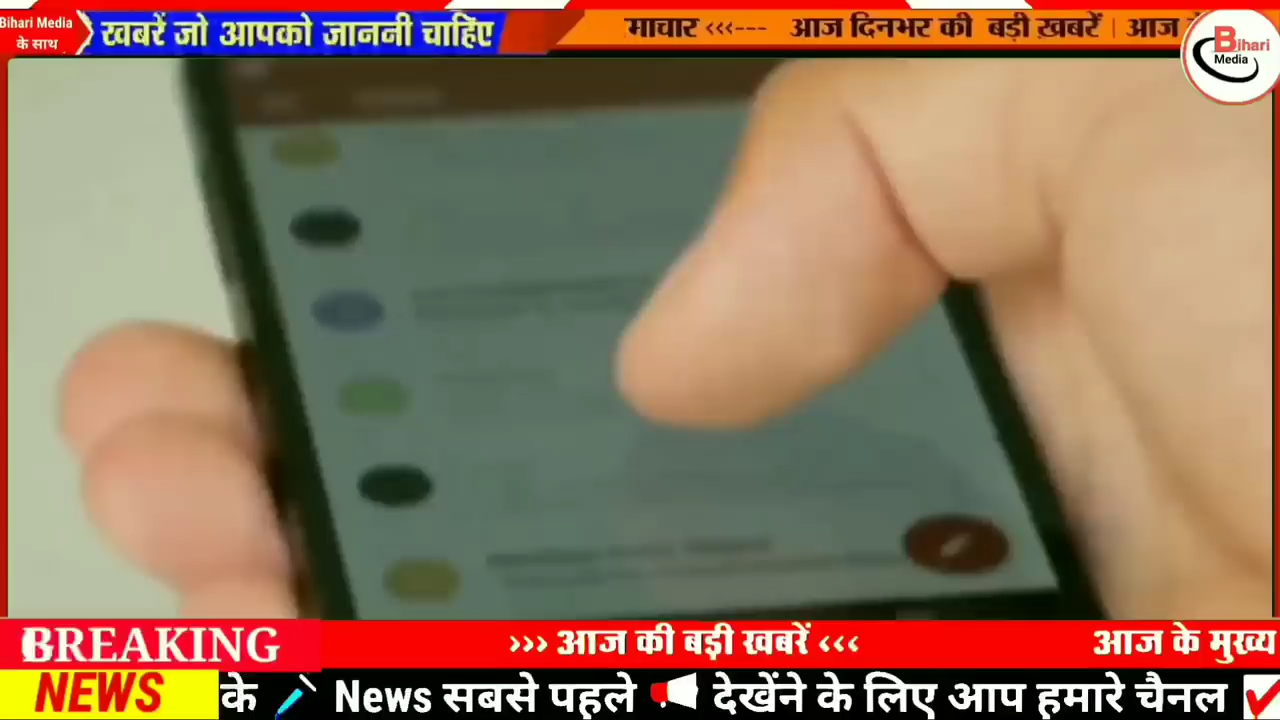 Bihari Media
के साथ
खबरें जो आपको जाननी चाहिए
माचार <<<--- आज दिनभर की बड़ी ख़बरें | आज
Bihari
Media
BREAKING
>>> आज की बड़ी खबरें <<<
आज के मुख्य
NEWS
के News सबसे पहले देखेंने के लिए आप हमारे चैनल